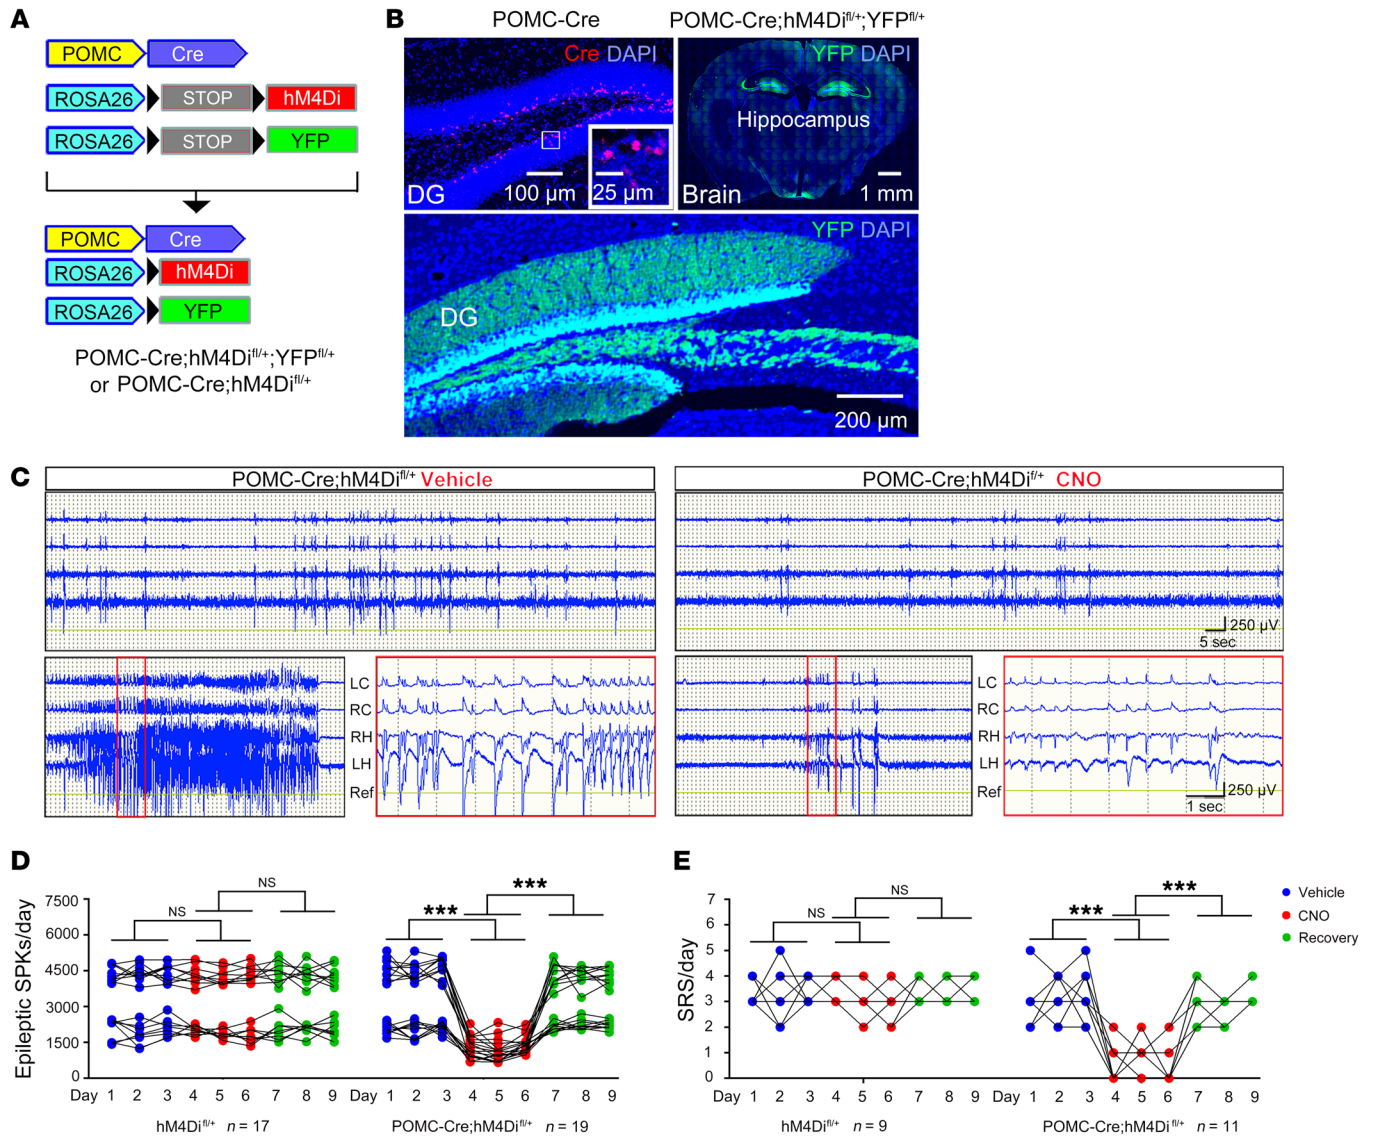 A
POMC Cre
ROSA26 STOP hM4Di
ROSA26 STOP YFP
POMC Cre
ROSA26 hM4Di
ROSA26 YFP
POMC-Cre;hM4Difl/+;YFPfl/+
or POMC-Cre;hM4Difl/+
B
POMC-Cre
Cre DAPI
DG
100 µm
25 µm
POMC-Cre;hM4Difl/+;YFPfl/+
YFP DAPI
Hippocampus
Brain
1 mm
YFP DAPI
DG
200 µm
C
POMC-Cre;hM4Difl/+ Vehicle
LC
RC
RH
LH
Ref
POMC-Cre;hM4Dif/+ CNO
250 µV
5 sec
LC
RC
RH
LH
Ref
250 µV
1 sec
D
Epileptic SPKs/day
7500
6000
4500
3000
1500
0
NS
NS
***
***
Day 1 2 3 4 5 6 7 8 9 Day 1 2 3 4 5 6 7 8 9
hM4Difl/+ n = 17
POMC-Cre;hM4Difl/+ n = 19
E
SRS/day
7
6
5
4
3
2
1
0
NS
NS
***
***
Vehicle
CNO
Recovery
Day 1 2 3 4 5 6 7 8 9 Day 1 2 3 4 5 6 7 8 9
hM4Difl/+ n = 9
POMC-Cre;hM4Difl/+ n = 11